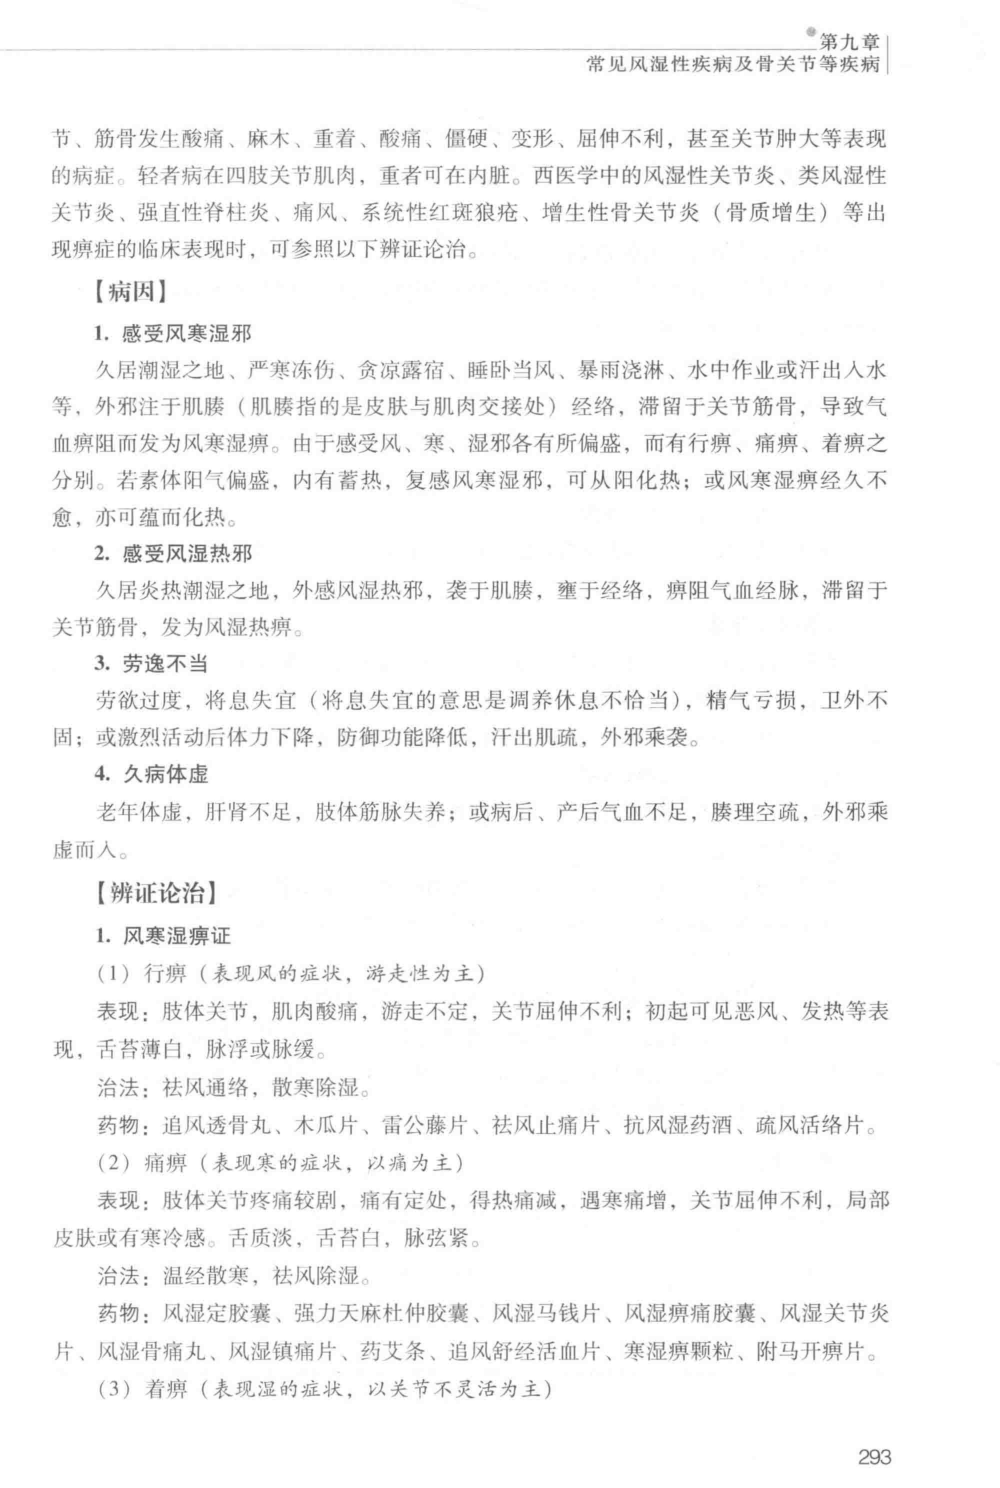 第九章
常见风湿性疾病及骨关节等疾病
节、筋骨发生酸痛、麻木、重着、酸痛、僵硬、变形、屈伸不利，甚至关节肿大等表现
的病症。轻者病在四肢关节肌肉，重者可在内脏。西医学中的风湿性关节炎、类风湿性
关节炎、强直性脊柱炎、痛风、系统性红斑狼疮、增生性骨关节炎（骨质增生）等出
现痹症的临床表现时，可参照以下辨证论治。
【病因】
1. 感受风寒湿邪
久居潮湿之地、严寒冻伤、贪凉露宿、睡卧当风、暴雨浇淋、水中作业或汗出入水
等，外邪注于肌腠（肌腠指的是皮肤与肌肉交接处）经络，滞留于关节筋骨，导致气
血痹阻而发为风寒湿痹。由于感受风、寒、湿邪各有所偏盛，而有行痹、痛痹、着痹之
分别。若素体阳气偏盛，内有蓄热，复感风寒湿邪，可从阳化热；或风寒湿痹经久不
愈，亦可蕴而化热。
2. 感受风湿热邪
久居炎热潮湿之地，外感风湿热邪，袭于肌腠，壅于经络，痹阻气血经脉，滞留于
关节筋骨，发为风湿热痹。
3. 劳逸不当
劳欲过度，将息失宜（将息失宜的意思是调养休息不恰当），精气亏损，卫外不
固；或激烈活动后体力下降，防御功能降低，汗出肌疏，外邪乘袭。
4. 久病体虚
老年体虚，肝肾不足，肢体筋脉失养；或病后、产后气血不足，腠理空疏，外邪乘
虚而入。
【辨证论治】
1. 风寒湿痹证
（1）行痹（表现风的症状，游走性为主）
表现：肢体关节，肌肉酸痛，游走不定，关节屈伸不利；初起可见恶风、发热等表
现，舌苔薄白，脉浮或脉缓。
治法：祛风通络，散寒除湿。
药物：追风透骨丸、木瓜片、雷公藤片、祛风止痛片、抗风湿药酒、疏风活络片。
（2）痛痹（表现寒的症状，以痛为主）
表现：肢体关节疼痛较剧，痛有定处，得热痛减，遇寒痛增，关节屈伸不利，局部
皮肤或有寒冷感。舌质淡，舌苔白，脉弦紧。
治法：温经散寒，祛风除湿。
药物：风湿定胶囊、强力天麻杜仲胶囊、风湿马钱片、风湿痹痛胶囊、风湿关节炎
片、风湿骨痛丸、风湿镇痛片、药艾条、追风舒经活血片、寒湿痹颗粒、附马开痹片。
（3）着痹（表现湿的症状，以关节不灵活为主）
293